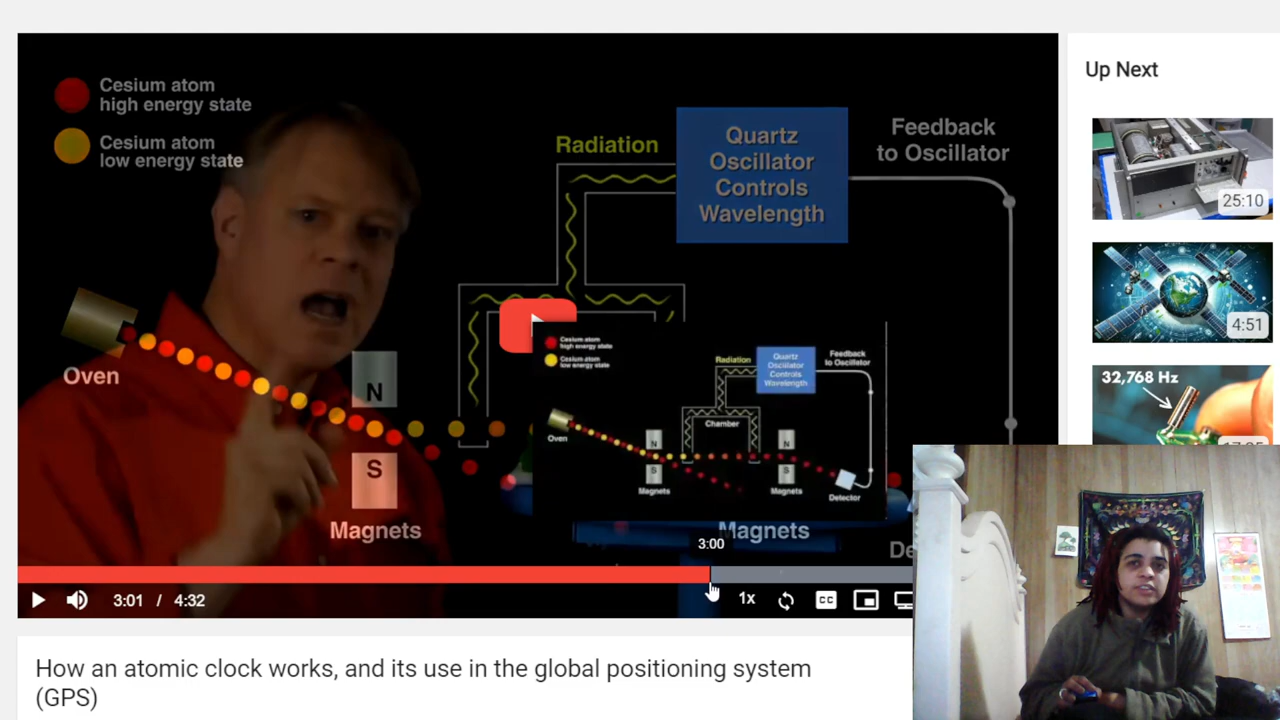 Up Next
Cesium atom
high energy state
Cesium atom
low energy state
Radiation
Quartz
Oscillator
Controls
Wavelength
Feedback
to Oscillator
25:10
4:51
32,768 Hz
Oven
N
S
Magnets
Cesium atom
high energy state
Cesium atom
low energy state
Radiation
Quartz
Oscillator
Controls
Wavelength
Feedback
to Oscillator
Chamber
Oven
N
N
S
S
Magnets
Magnets
Detector
Magnets
De
3:00
3:01 / 4:32
1x
CC
How an atomic clock works, and its use in the global positioning system
(GPS)